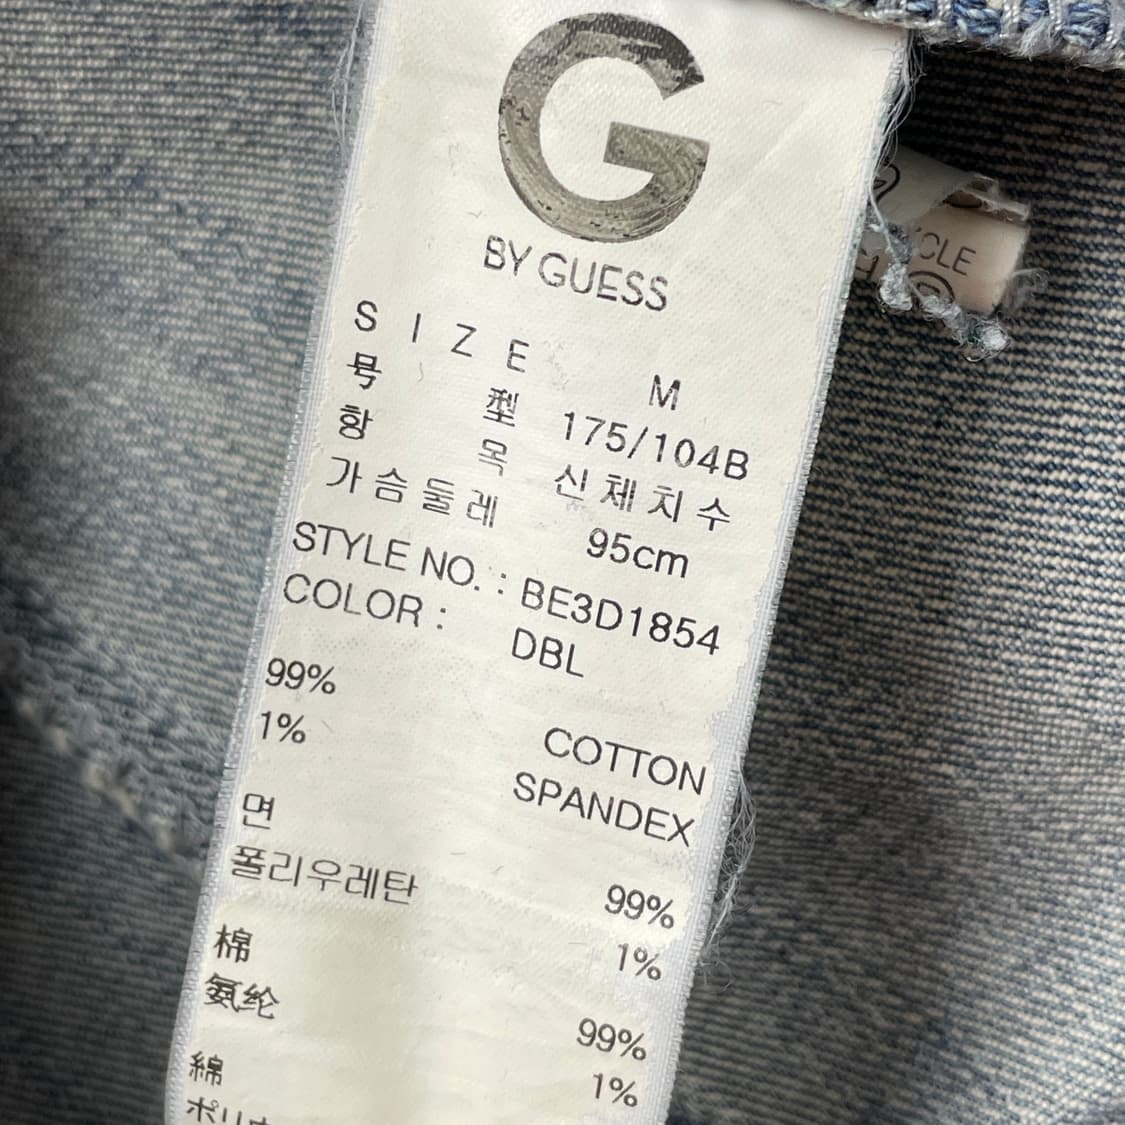 G
BY GUESS
SIZE M
号型 175/104B
항목 신체치수
가슴둘레 95cm
STYLE NO. : BE3D1854
COLOR : DBL
99% COTTON
1% SPANDEX
면 99%
폴리우레탄 1%
棉 99%
氨纶 1%
綿
CLE